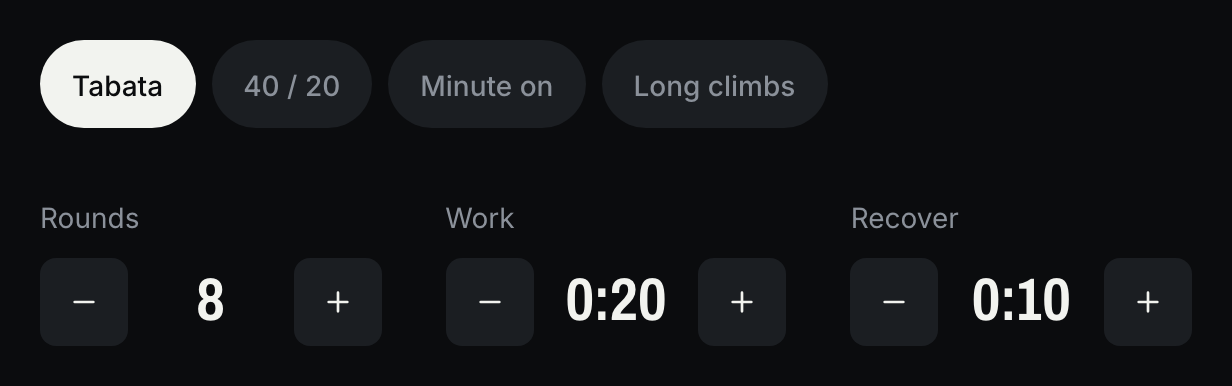 Tabata 40 / 20 Minute on Long climbs
Rounds Work Recover
− 8 + − 0:20 + − 0:10 +